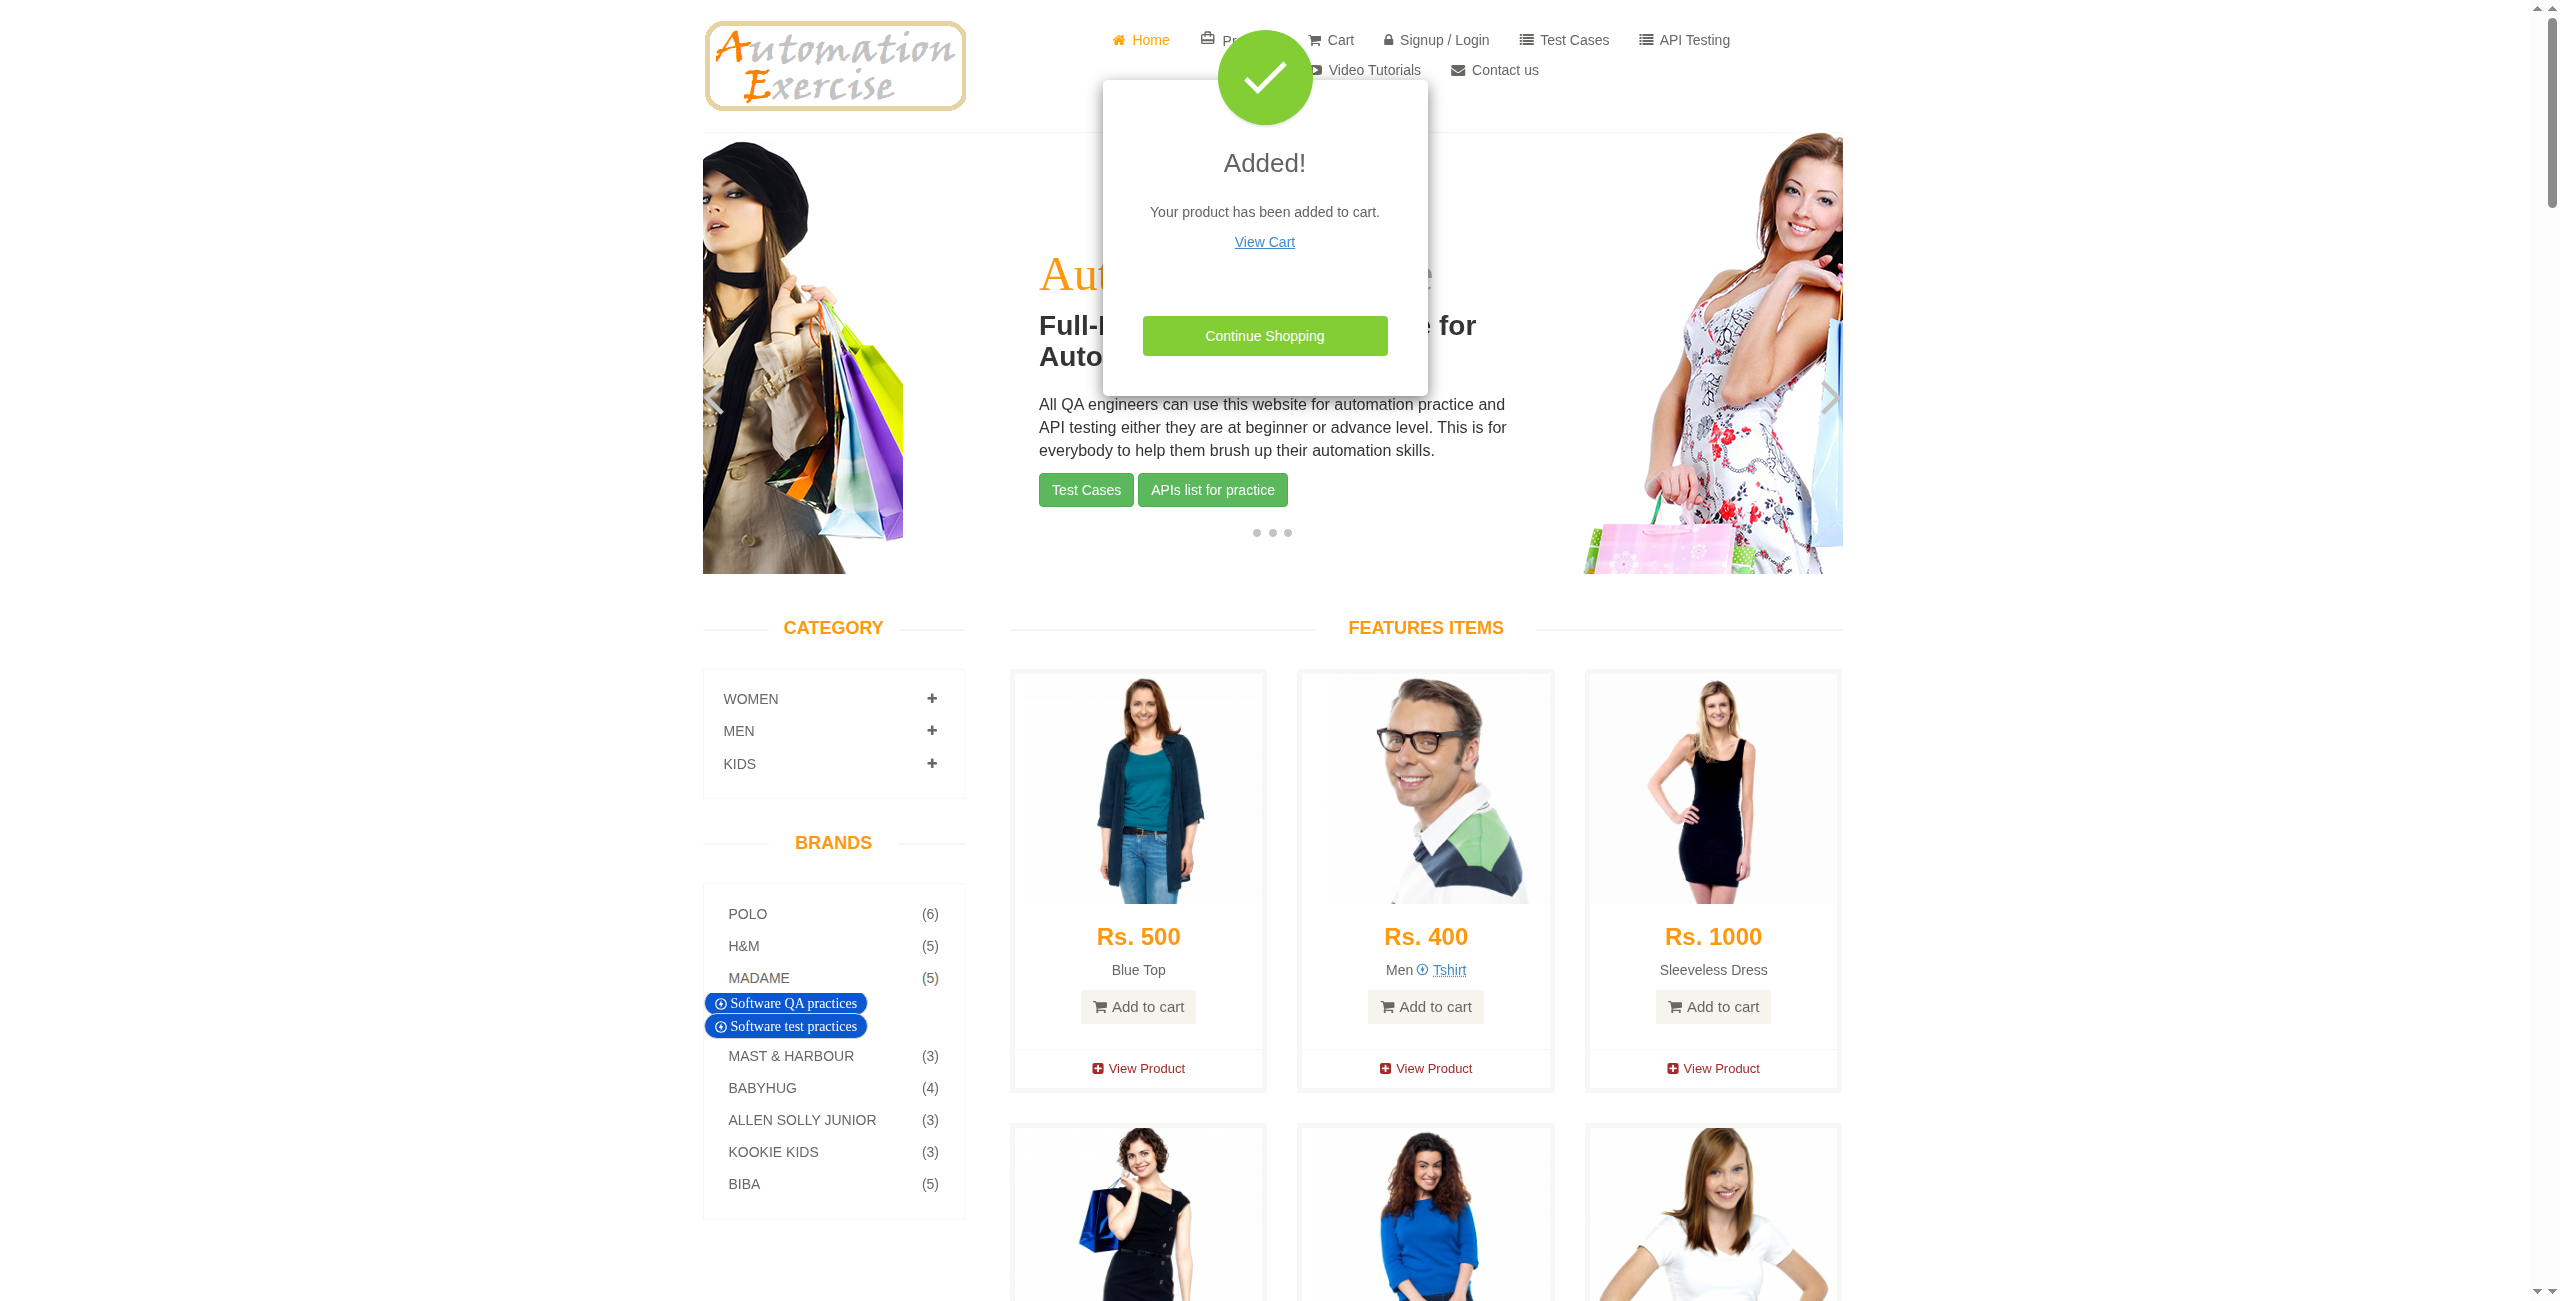 Automation
Exercise
Home
Cart
Signup / Login
Test Cases
API Testing
Video Tutorials
Contact us
Added!
Your product has been added to cart.
View Cart
Continue Shopping
Full-
for
Auto
All QA engineers can use this website for automation practice and
API testing either they are at beginner or advance level. This is for
everybody to help them brush up their automation skills.
Test Cases
APIs list for practice
CATEGORY
WOMEN
MEN
KIDS
BRANDS
POLO (6)
H&M (5)
MADAME (5)
Software QA practices
Software test practices
MAST & HARBOUR (3)
BABYHUG (4)
ALLEN SOLLY JUNIOR (3)
KOOKIE KIDS (3)
BIBA (5)
FEATURES ITEMS
Rs. 500
Blue Top
Add to cart
View Product
Rs. 400
Men Tshirt
Add to cart
View Product
Rs. 1000
Sleeveless Dress
Add to cart
View Product